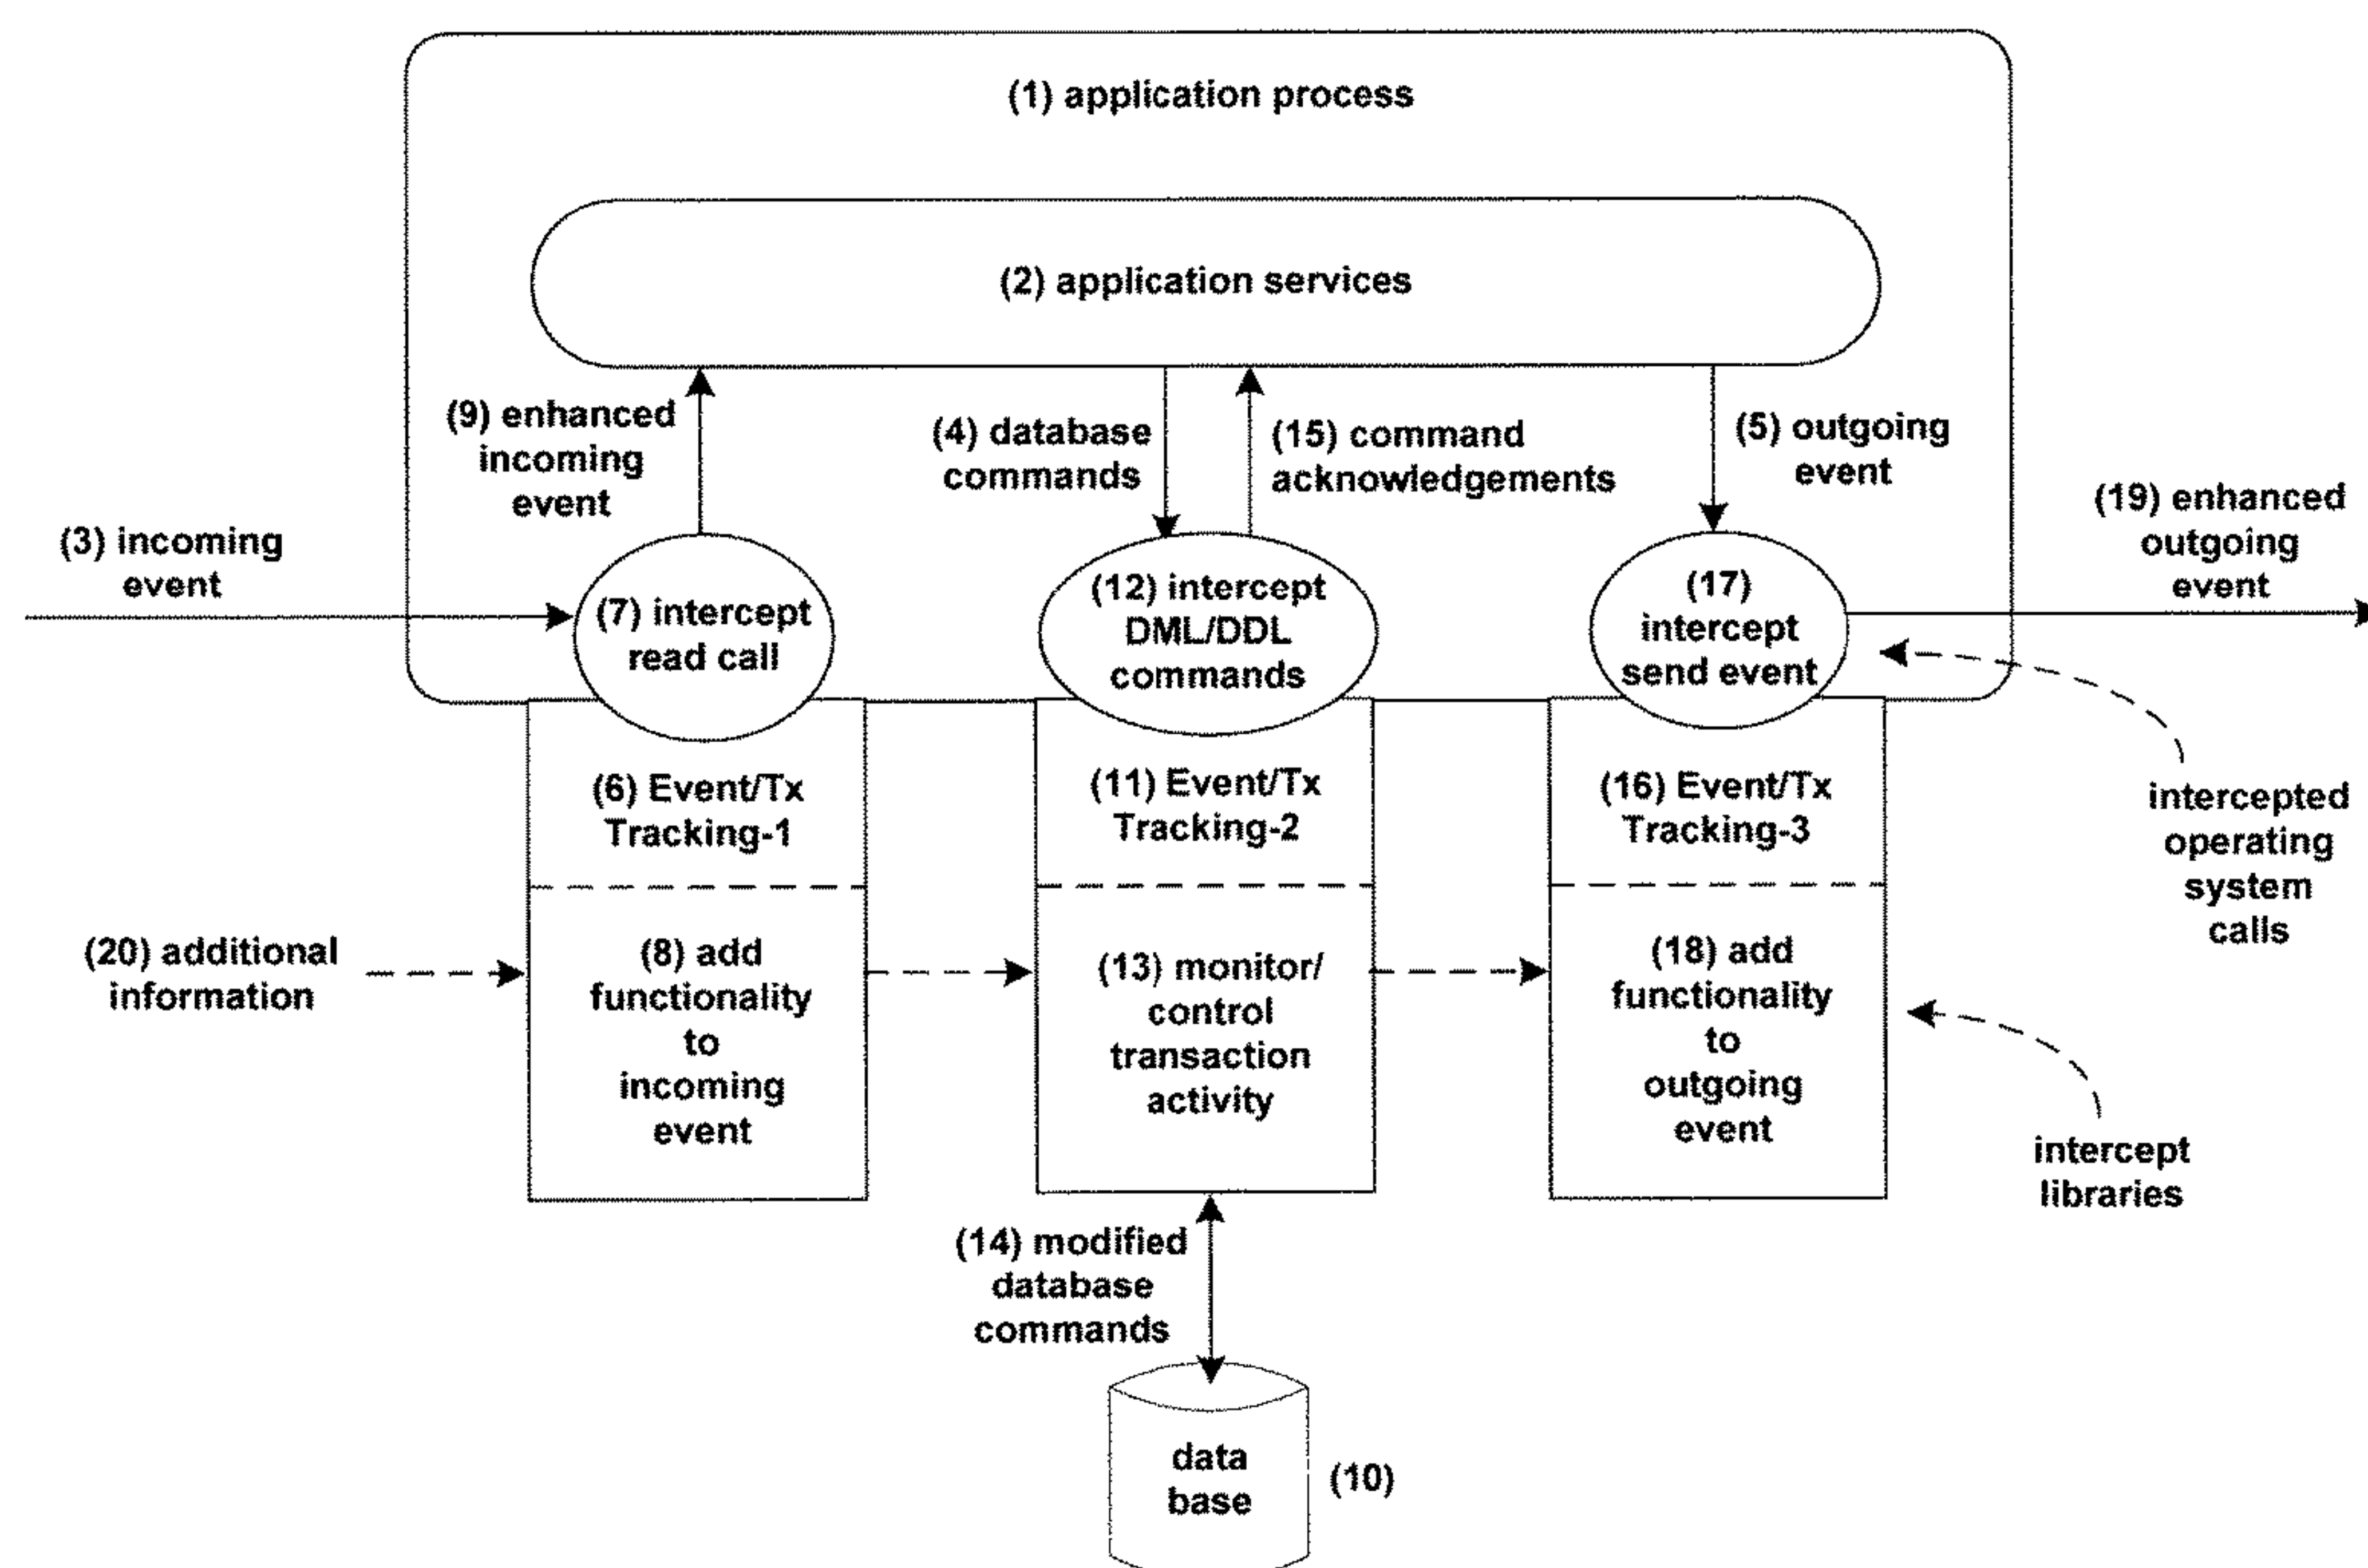 (1) application process
(2) application services
(9) enhanced
incoming
event
(4) database
commands
(15) command
acknowledgements
(5) outgoing
event
(19) enhanced
outgoing
event
(3) incoming
event
(7) intercept
read call
(12) intercept
DML/DDL
commands
(17)
intercept
send event
(6) Event/Tx
Tracking-1
(11) Event/Tx
Tracking-2
(16) Event/Tx
Tracking-3
intercepted
operating
system
calls
(20) additional
information
(8) add
functionality
to
incoming
event
(13) monitor/
control
transaction
activity
(18) add
functionality
to
outgoing
event
intercept
libraries
(14) modified
database
commands
data
base
(10)